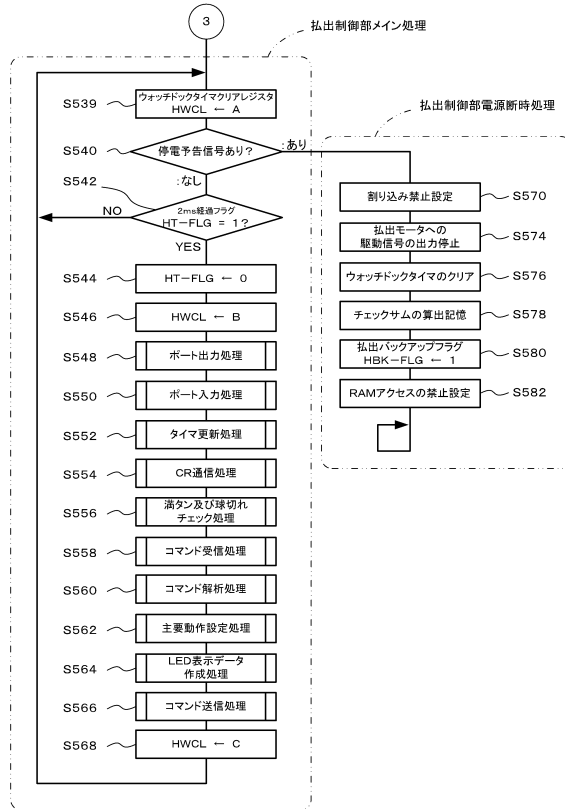 3
払出制御部メイン処理
S539
ウォッチドックタイマクリアレジスタ
HWCL ← A
払出制御部電源断時処理
S540
停電予告信号あり?
:あり
:なし
S542
2ms経過フラグ
HT-FLG = 1?
NO
YES
S544
HT-FLG ← 0
S546
HWCL ← B
S548
ポート出力処理
S550
ポート入力処理
S552
タイマ更新処理
S554
CR通信処理
S556
満タン及び球切れ
チェック処理
S558
コマンド受信処理
S560
コマンド解析処理
S562
主要動作設定処理
S564
LED表示データ
作成処理
S566
コマンド送信処理
S568
HWCL ← C
割り込み禁止設定
S570
払出モータへの
駆動信号の出力停止
S574
ウォッチドックタイマのクリア
S576
チェックサムの算出記憶
S578
払出バックアップフラグ
HBK-FLG ← 1
S580
RAMアクセスの禁止設定
S582